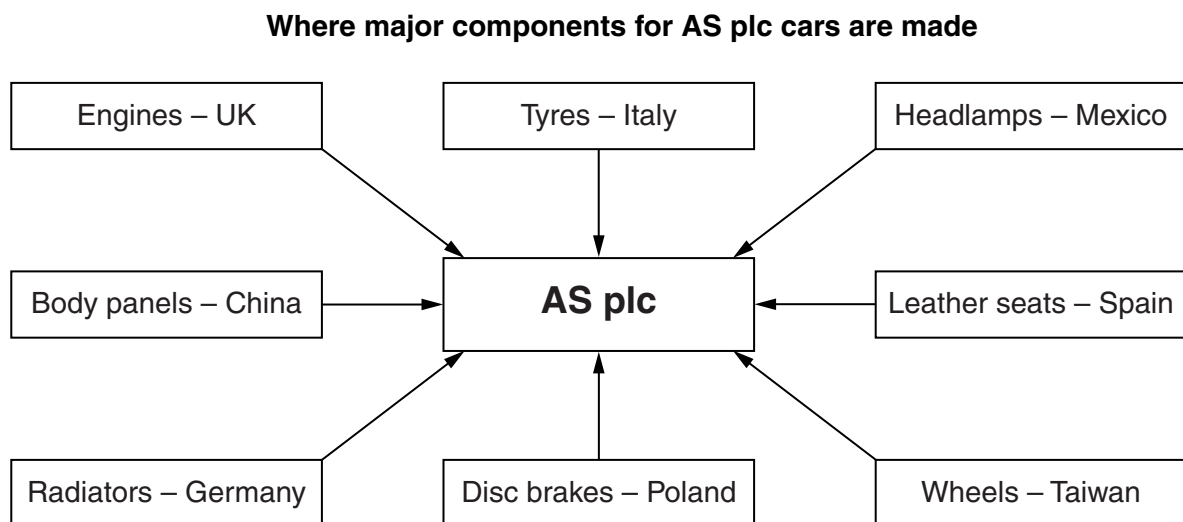 Where major components for AS plc cars are made
Engines – UK
Tyres – Italy
Headlamps – Mexico
Body panels – China
AS plc
Leather seats – Spain
Radiators – Germany
Disc brakes – Poland
Wheels – Taiwan